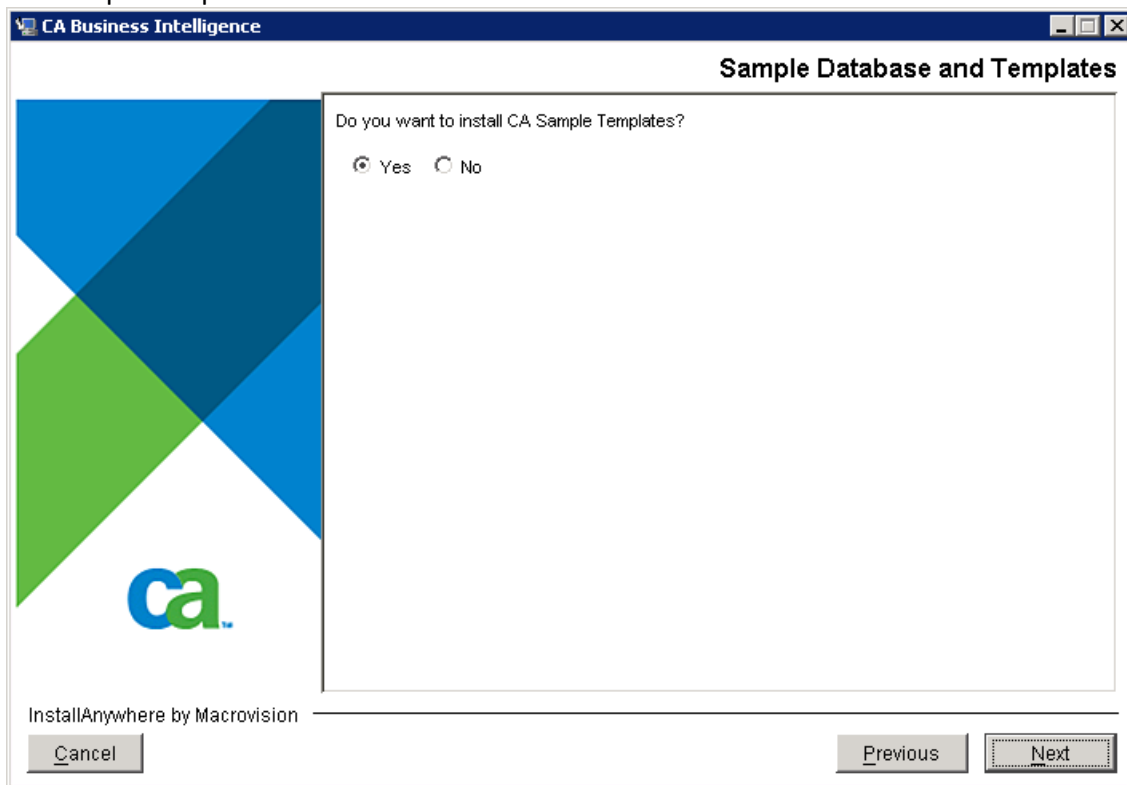 CA Business Intelligence
Sample Database and Templates
Do you want to install CA Sample Templates?
Yes No
ca
TM
InstallAnywhere by Macrovision
Cancel Previous Next